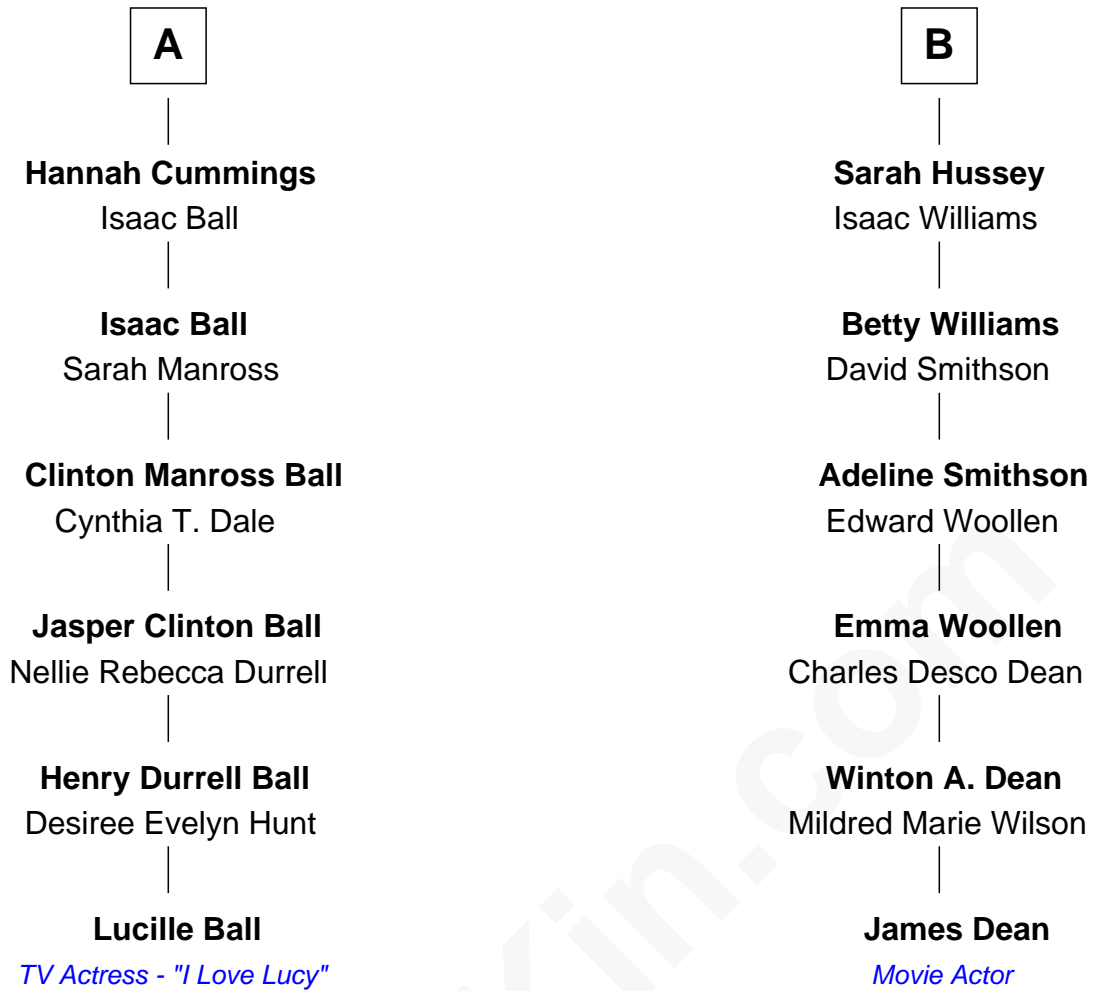 A
Hannah Cummings
Isaac Ball
Isaac Ball
Sarah Manross
Clinton Manross Ball
Cynthia T. Dale
Jasper Clinton Ball
Nellie Rebecca Durrell
Henry Durrell Ball
Desiree Evelyn Hunt
Lucille Ball
TV Actress - "I Love Lucy"
B
Sarah Hussey
Isaac Williams
Betty Williams
David Smithson
Adeline Smithson
Edward Woollen
Emma Woollen
Charles Desco Dean
Winton A. Dean
Mildred Marie Wilson
James Dean
Movie Actor
in.com